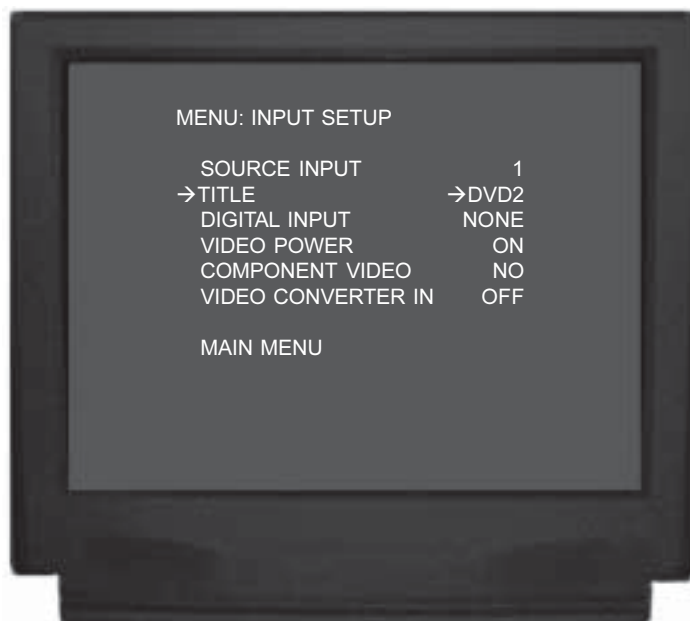 MENU: INPUT SETUP
SOURCE INPUT 1
→TITLE →DVD2
DIGITAL INPUT NONE
VIDEO POWER ON
COMPONENT VIDEO NO
VIDEO CONVERTER IN OFF
MAIN MENU